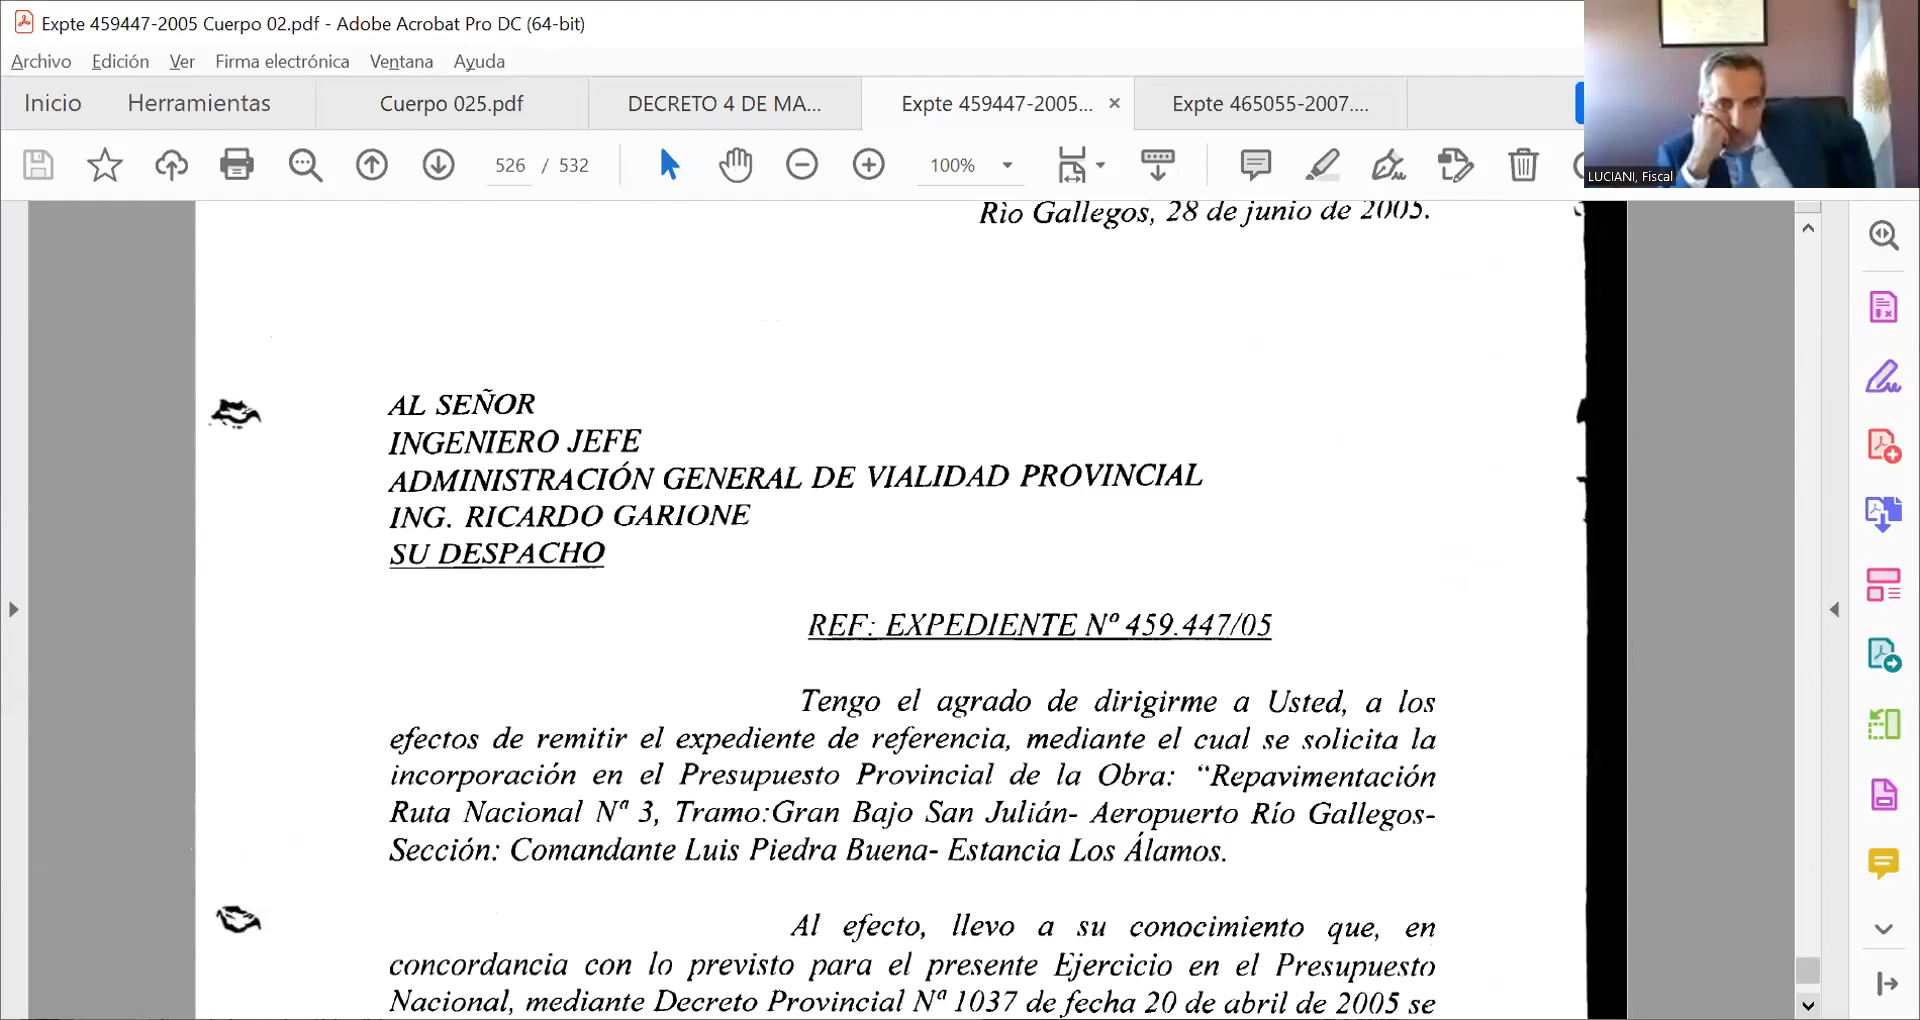 Expte 459447-2005 Cuerpo 02.pdf - Adobe Acrobat Pro DC (64-bit)
Archivo Edición Ver Firma electrónica Ventana Ayuda
Inicio Herramientas Cuerpo 025.pdf DECRETO 4 DE MA... Expte 459447-2005... × Expte 465055-2007....
526 / 532 100%
LUCIANI, Fiscal
Río Gallegos, 28 de junio de 2005.
AL SEÑOR
INGENIERO JEFE
ADMINISTRACIÓN GENERAL DE VIALIDAD PROVINCIAL
ING. RICARDO GARIONE
SU DESPACHO
REF: EXPEDIENTE Nº 459.447/05
Tengo el agrado de dirigirme a Usted, a los
efectos de remitir el expediente de referencia, mediante el cual se solicita la
incorporación en el Presupuesto Provincial de la Obra: “Repavimentación
Ruta Nacional Nª 3, Tramo:Gran Bajo San Julián- Aeropuerto Río Gallegos-
Sección: Comandante Luis Piedra Buena- Estancia Los Álamos.
Al efecto, llevo a su conocimiento que, en
concordancia con lo previsto para el presente Ejercicio en el Presupuesto
Nacional, mediante Decreto Provincial Nª 1037 de fecha 20 de abril de 2005 se